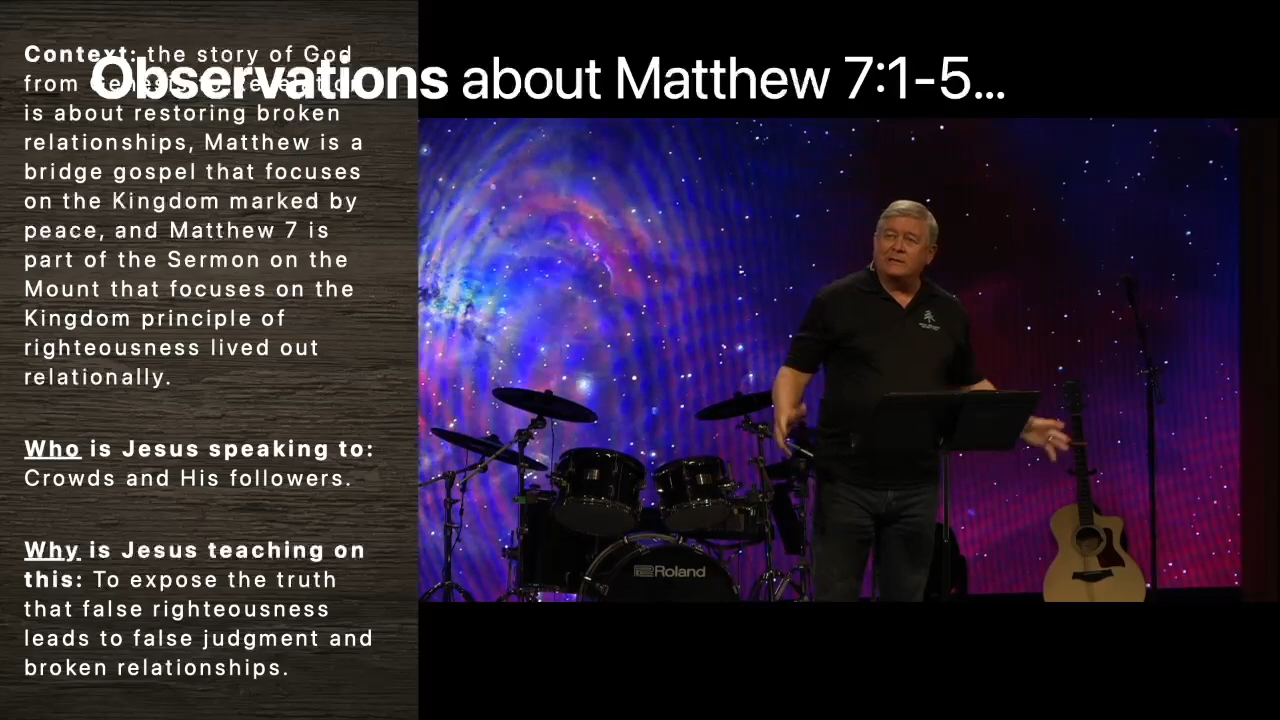 Observations about Matthew 7:1-5...
Context: the story of God
from Genesis to Revelation
is about restoring broken
relationships, Matthew is a
bridge gospel that focuses
on the Kingdom marked by
peace, and Matthew 7 is
part of the Sermon on the
Mount that focuses on the
Kingdom principle of
righteousness lived out
relationally.
Who is Jesus speaking to:
Crowds and His followers.
Why is Jesus teaching on
this: To expose the truth
that false righteousness
leads to false judgment and
broken relationships.
Roland